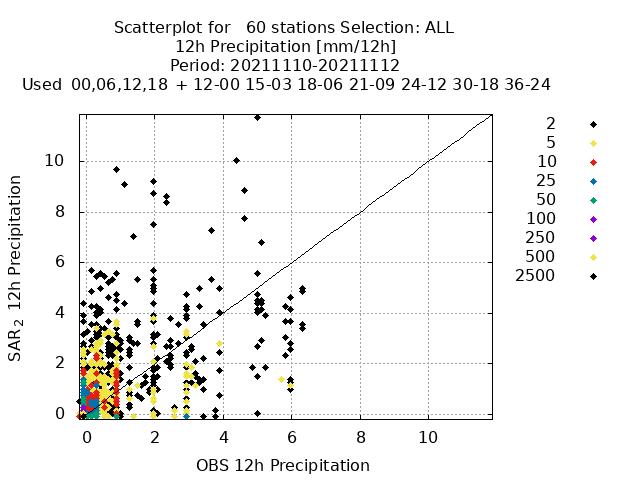 Scatterplot for   60 stations Selection: ALL
12h Precipitation [mm/12h]
Period: 20211110-20211112
Used  00,06,12,18  + 12-00 15-03 18-06 21-09 24-12 30-18 36-24
2
5
10
25
50
100
250
500
2500
10
8
6
4
2
0
SAR2  12h Precipitation
0 2 4 6 8 10
OBS 12h Precipitation